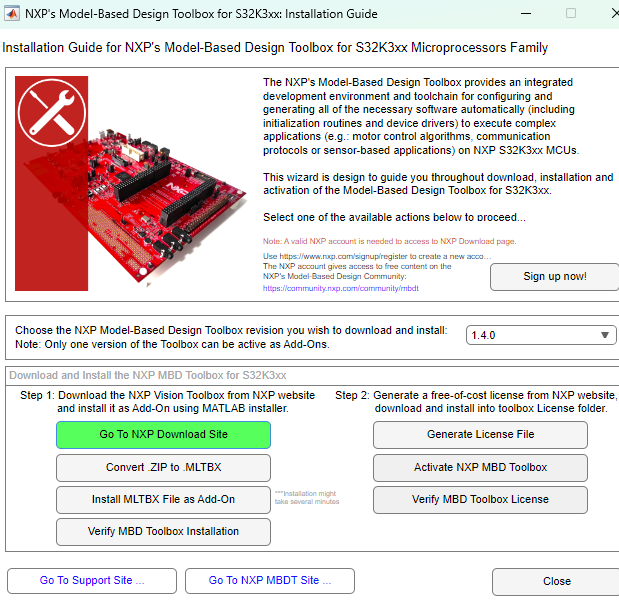 NXP's Model-Based Design Toolbox for S32K3xx: Installation Guide
Installation Guide for NXP's Model-Based Design Toolbox for S32K3xx Microprocessors Family
The NXP's Model-Based Design Toolbox provides an integrated
development environment and toolchain for configuring and
generating all of the necessary software automatically (including
initialization routines and device drivers) to execute complex
applications (e.g.: motor control algorithms, communication
protocols or sensor-based applications) on NXP S32K3xx MCUs.
This wizard is design to guide you throughout download, installation and
activation of the Model-Based Design Toolbox for S32K3xx.
Select one of the available actions below to proceed...
Note: A valid NXP account is needed to access to NXP Download page.
Use https://www.nxp.com/signup/register to create a new acco...
The NXP account gives access to free content on the
NXP's Model-Based Design Community:
https://community.nxp.com/community/mbdt
Sign up now!
NXP
Choose the NXP Model-Based Design Toolbox revision you wish to download and install:
Note: Only one version of the Toolbox can be active as Add-Ons.
1.4.0
Download and Install the NXP MBD Toolbox for S32K3xx
Step 1: Download the NXP Vision Toolbox from NXP website
and install it as Add-On using MATLAB installer.
Go To NXP Download Site
Convert .ZIP to .MLTBX
Install MLTBX File as Add-On
***Installation might
take several minutes
Verify MBD Toolbox Installation
Step 2: Generate a free-of-cost license from NXP website,
download and install into toolbox License folder.
Generate License File
Activate NXP MBD Toolbox
Verify MBD Toolbox License
Go To Support Site ...
Go To NXP MBDT Site ...
Close